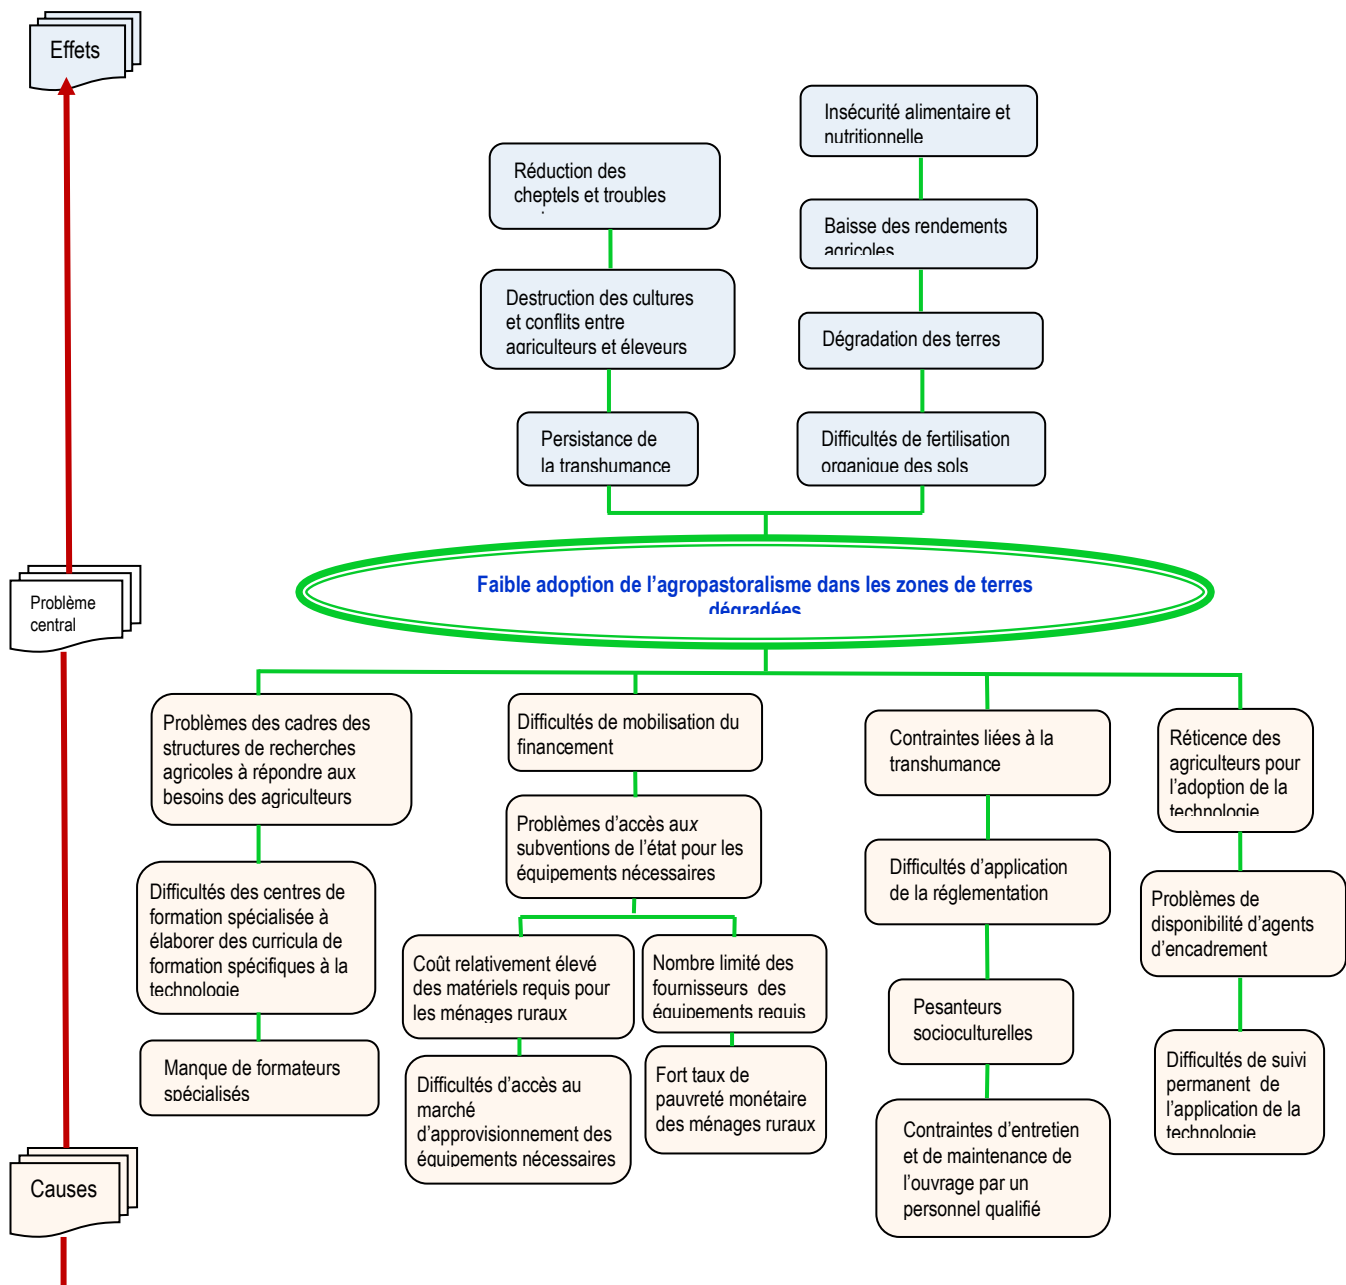 Effets
Insécurité alimentaire et
nutritionnelle
Réduction des
cheptels et troubles
Baisse des rendements
agricoles
Destruction des cultures
et conflits entre
agriculteurs et éleveurs
Dégradation des terres
Persistance de
la transhumance
Difficultés de fertilisation
organique des sols
Problème
central
Faible adoption de l’agropastoralisme dans les zones de terres
dégradées
Problèmes des cadres des
structures de recherches
agricoles à répondre aux
besoins des agriculteurs
Difficultés de mobilisation du
financement
Contraintes liées à la
transhumance
Réticence des
agriculteurs pour
l’adoption de la
technologie
Problèmes d’accès aux
subventions de l’état pour les
équipements nécessaires
Difficultés d’application
de la réglementation
Difficultés des centres de
formation spécialisée à
élaborer des curricula de
formation spécifiques à la
technologie
Problèmes de
disponibilité d’agents
d’encadrement
Coût relativement élevé
des matériels requis pour
les ménages ruraux
Nombre limité des
fournisseurs des
équipements requis
Pesanteurs
socioculturelles
Manque de formateurs
spécialisés
Difficultés d’accès au
marché
d’approvisionnement des
équipements nécessaires
Fort taux de
pauvreté monétaire
des ménages ruraux
Difficultés de suivi
permanent de
l’application de la
technologie
Contraintes d’entretien
et de maintenance de
l’ouvrage par un
personnel qualifié
Causes